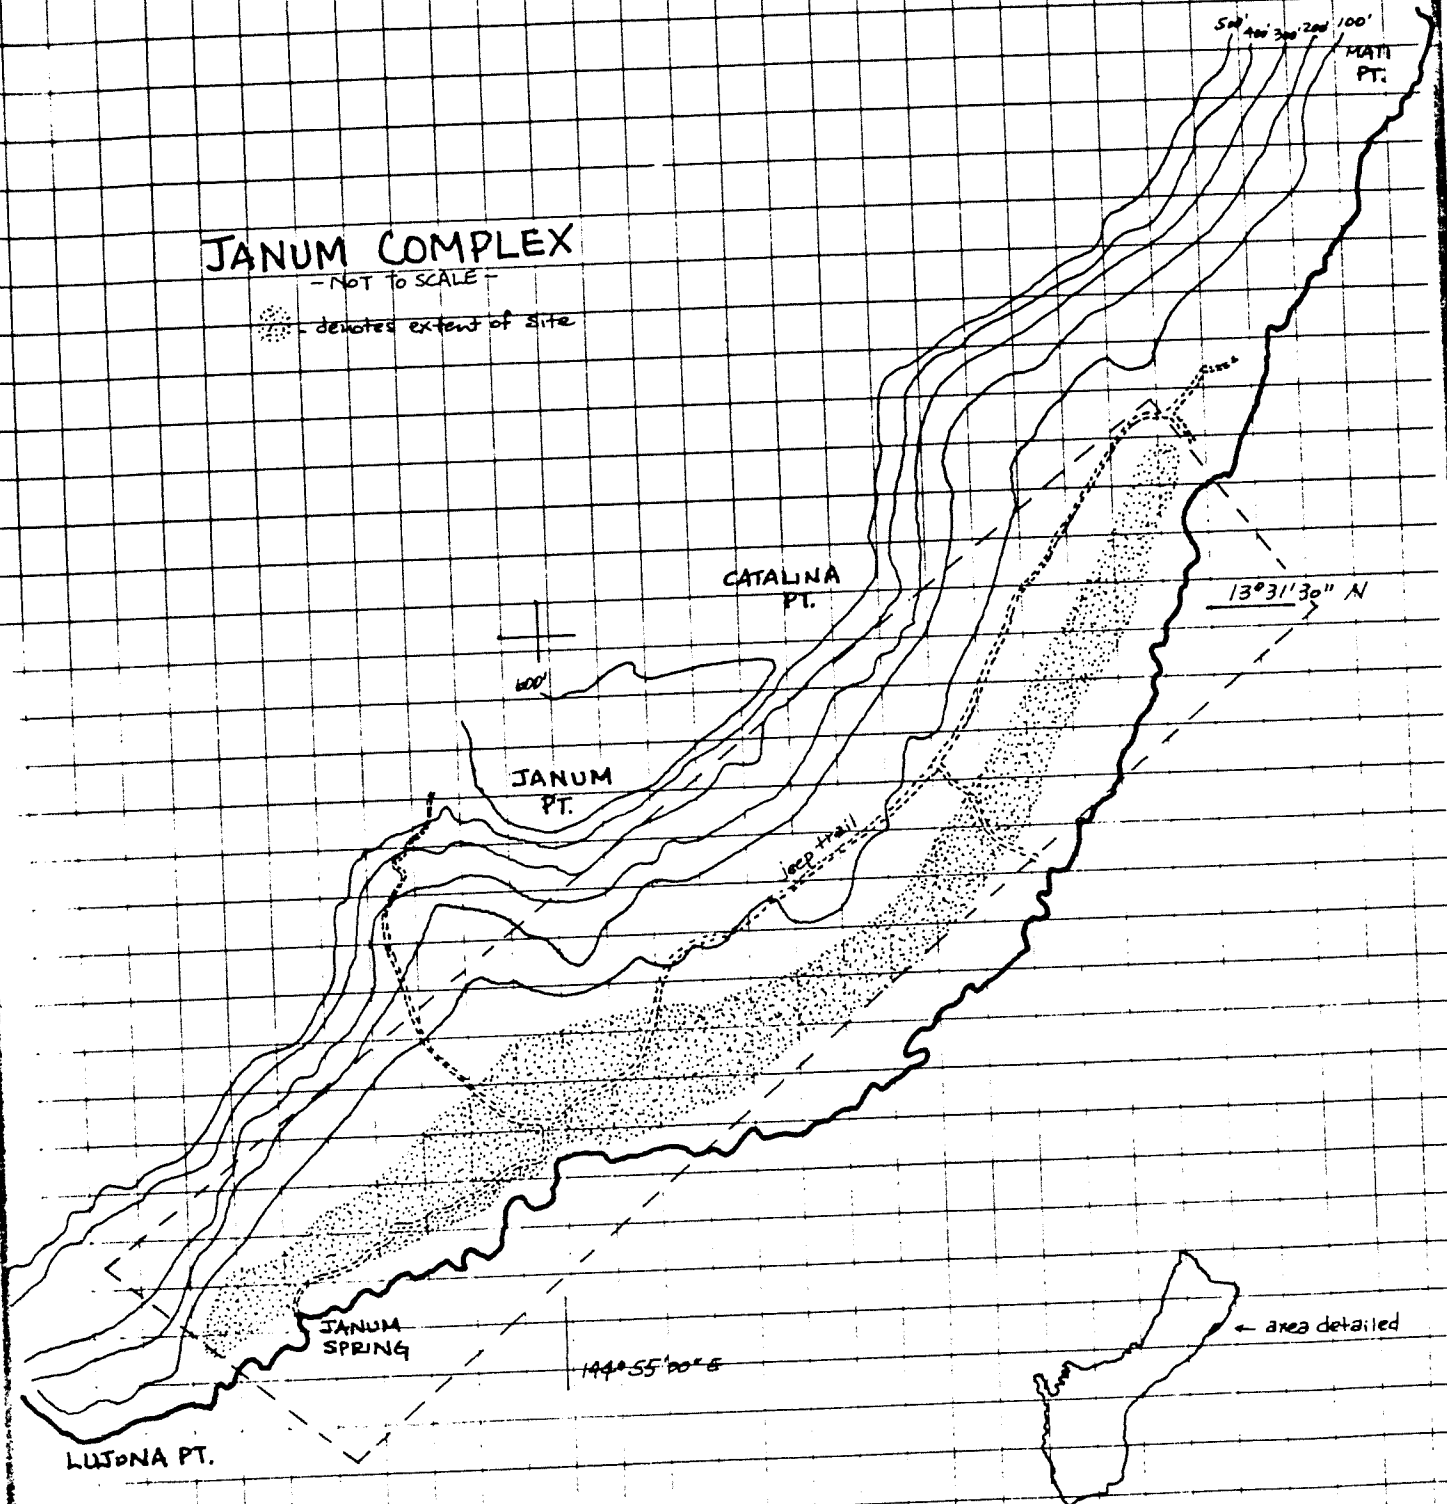 500' 400' 300' 200' 100'
MATI
PT.
JANUM COMPLEX
- NOT TO SCALE -
- denotes extent of site
CATALINA
PT.
13°31'30" N
600'
JANUM
PT.
jeep trail
JANUM
SPRING
144°55'00" E
← area detailed
LUJONA PT.